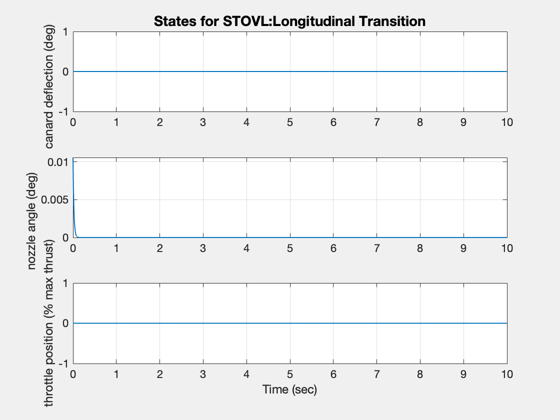 States for STOVL:Longitudinal Transition
canard deflection (deg)
1
0
-1
0 1 2 3 4 5 6 7 8 9 10
nozzle angle (deg)
0.01
0.005
0
0 1 2 3 4 5 6 7 8 9 10
throttle position (% max thrust)
1
0
-1
0 1 2 3 4 5 6 7 8 9 10
Time (sec)